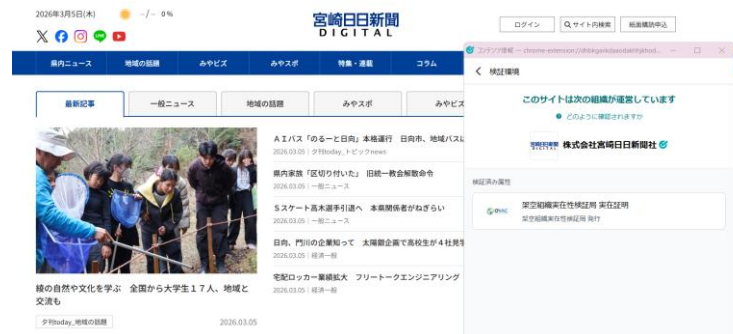 2026年3月5日(木)
-/- 0%
宮崎日日新聞
DIGITAL
ログイン
サイト内検索
紙面購読申込
県内ニュース
地域の話題
みやビズ
みやスポ
特集・連載
コラム
最新記事
一般ニュース
地域の話題
みやスポ
みやビズ
AIバス「のるーと日向」本格運行 日向市、地域バスに
2026.03.05 | 夕刊today,トピックnews
県内家族「区切り付いた」 旧統一教会解散命令
2026.03.05 | 一般ニュース
Sスケート高木選手引退へ 本県関係者がねぎらい
2026.03.05 | 一般ニュース
日向、門川の企業知って 太陽銀企画で高校生が4社見学
2026.03.05 | 経済一般
宅配ロッカー業績拡大 フリートークエンジニアリング
2026.03.05 | 経済一般
綾の自然や文化を学ぶ 全国から大学生17人、地域と
交流も
夕刊today,地域の話題
2026.03.05
コンテンツ情報 — chrome-extension://
検証環境
このサイトは次の組織が運営しています
どのように確認されますか
宮崎日日新聞
DIGITAL
株式会社宮崎日日新聞社
検証済み属性
OVAC
架空組織実在性検証局 実在証明
架空組織実在性検証局 発行